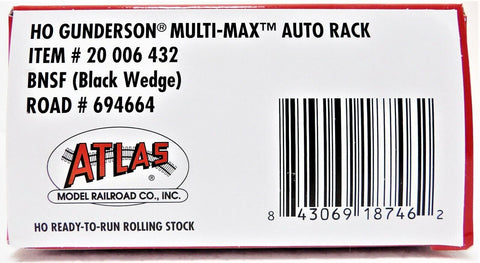 HO GUNDERSON® MULTI-MAX™ AUTO RACK
ITEM # 20 006 432
BNSF (Black Wedge)
ROAD # 694664
ATLAS®
MODEL RAILROAD CO., INC.
HO READY-TO-RUN ROLLING STOCK
8 43069 18746 2